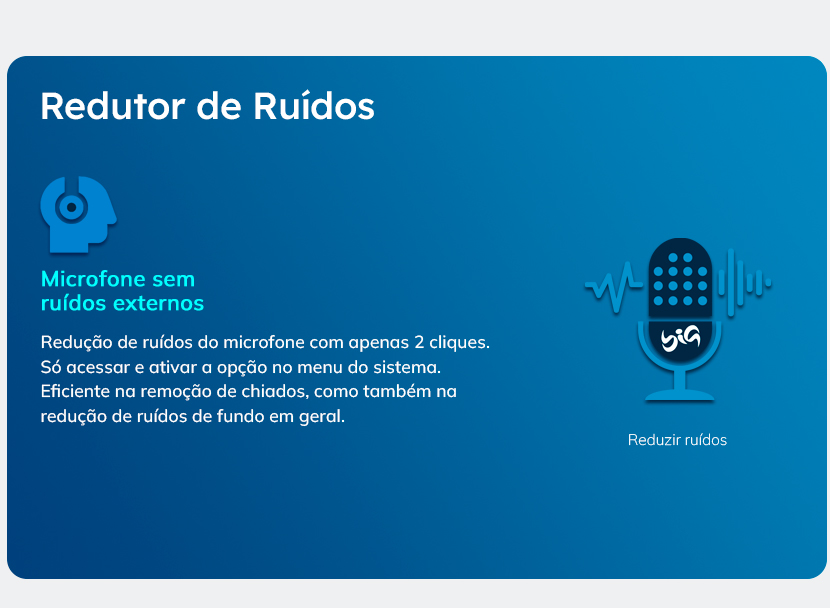 Redutor de Ruídos
Microfone sem
ruídos externos
Redução de ruídos do microfone com apenas 2 cliques.
Só acessar e ativar a opção no menu do sistema.
Eficiente na remoção de chiados, como também na
redução de ruídos de fundo em geral.
big
Reduzir ruídos